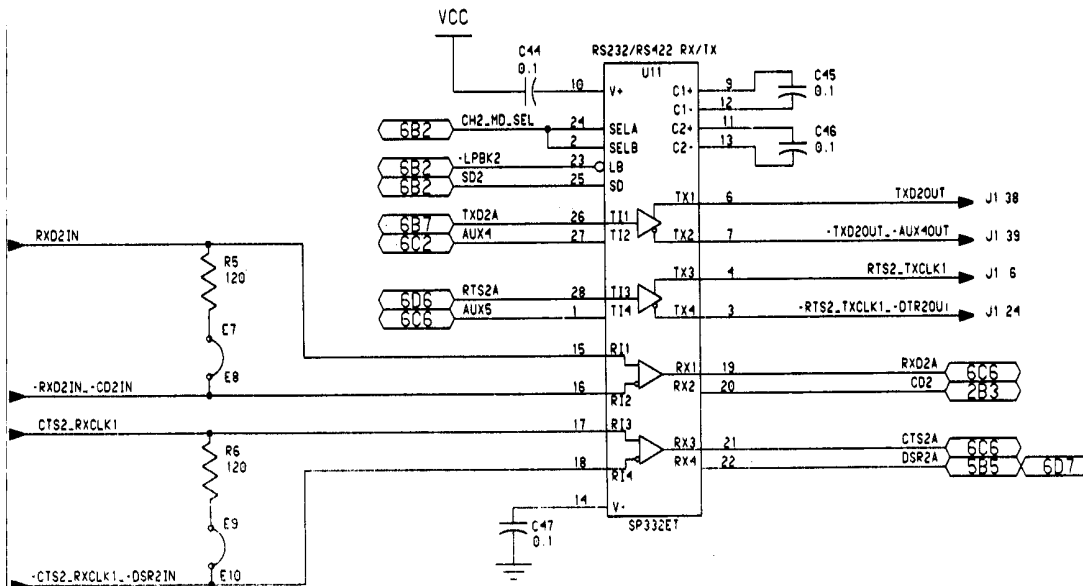 VCC
C44
0.1
RS232/RS422 RX/TX
U11
10 V+
C1+ 9
C1- 12
C45
0.1
C2+ 11
C2- 13
C46
0.1
6B2 CH2_MD_SEL 24 SELA
2 SELB
6B2 -LPBK2 23 LB
6B2 SD2 25 SD
6B7 TXD2A 26 TI1
6C2 AUX4 27 TI2
TX1 6 TXD2OUT J1 38
TX2 7 -TXD2OUT_-AUX4OUT J1 39
6D6 RTS2A 28 TI3
6C6 AUX5 1 TI4
TX3 4 RTS2_TXCLK1 J1 6
TX4 3 -RTS2_TXCLK1_-DTR2OUT J1 24
RXD2IN
R5
120
E7
E8
-RXD2IN_-CD2IN
15 RI1
16 RI2
RX1 19 RXD2A 6C6
RX2 20 CD2 2B3
CTS2_RXCLK1
R6
120
E9
E10
-CTS2_RXCLK1_-DSR2IN
17 RI3
18 RI4
RX3 21 CTS2A 6C6
RX4 22 DSR2A 5B5 6D7
14 V-
C47
0.1
SP332ET